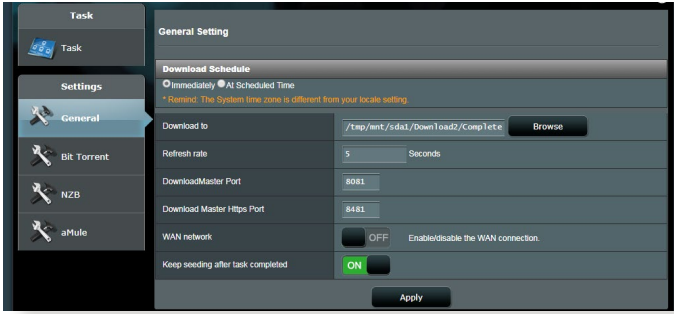 Task
Task
Settings
General
Bit Torrent
NZB
aMule
General Setting
Download Schedule
Immediately At Scheduled Time
* Remind: The System time zone is different from your locale setting.
Download to /tmp/mnt/sda1/Download2/Complete Browse
Refresh rate 5 Seconds
DownloadMaster Port 8081
Download Master Https Port 8481
WAN network OFF Enable/disable the WAN connection.
Keep seeding after task completed ON
Apply